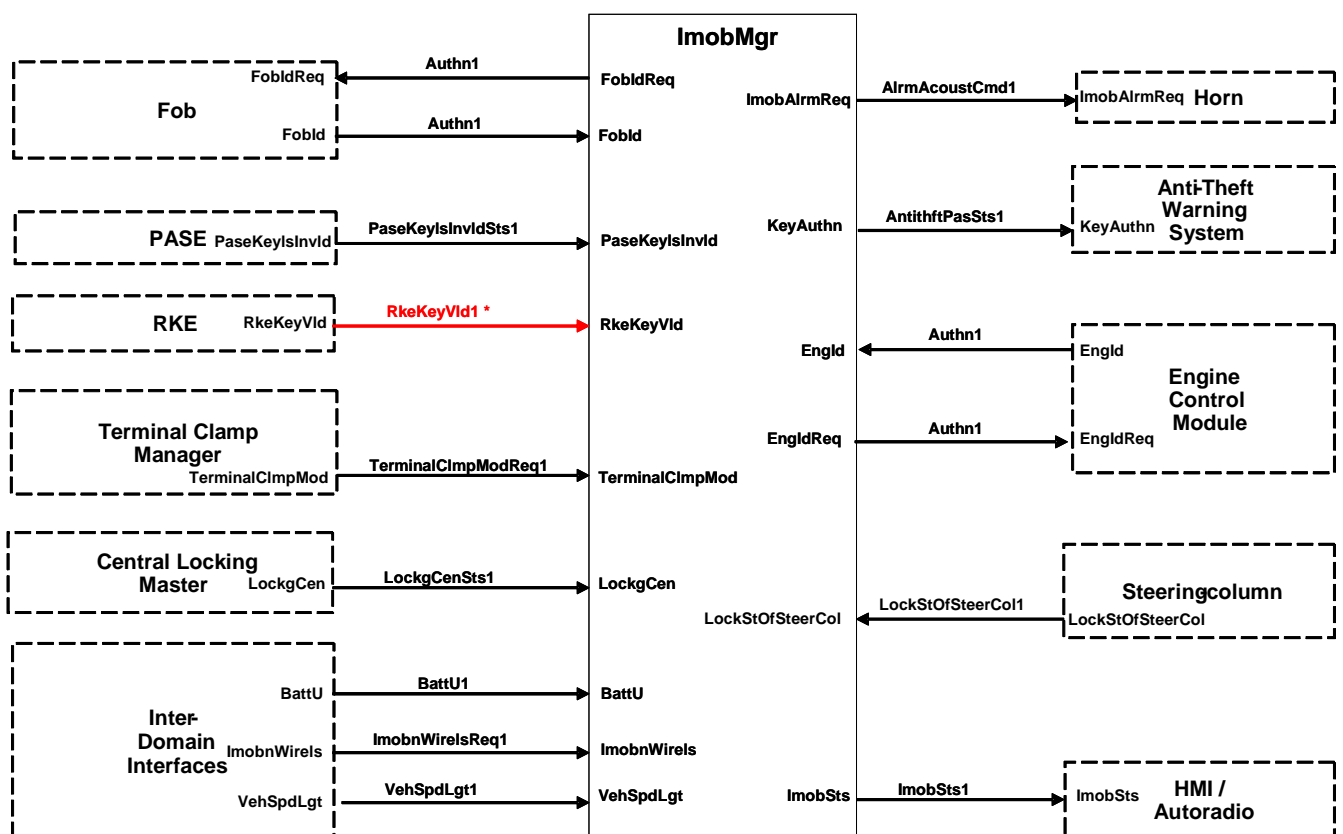 ImobMgr
FobIdReq
Authn1
FobIdReq
Fob
FobId
Authn1
FobId
PASE
PaseKeyIsInvld
PaseKeyIsInvldSts1
PaseKeyIsInvld
RKE
RkeKeyVld
RkeKeyVld1 *
RkeKeyVld
Terminal Clamp
Manager
TerminalClmpMod
TerminalClmpModReq1
TerminalClmpMod
Central Locking
Master
LockgCen
LockgCenSts1
LockgCen
Inter-
Domain
Interfaces
BattU
BattU1
BattU
ImobnWirels
ImobnWirelsReq1
ImobnWirels
VehSpdLgt
VehSpdLgt1
VehSpdLgt
ImobAlrmReq
AlrmAcoustCmd1
ImobAlrmReq
Horn
KeyAuthn
AntithftPasSts1
KeyAuthn
Anti-Theft
Warning
System
EngId
Authn1
EngId
Engine
Control
Module
EngIdReq
Authn1
EngIdReq
Steering-column
LockStOfSteerCol
LockStOfSteerCol1
LockStOfSteerCol
ImobSts
ImobSts1
ImobSts
HMI /
Autoradio